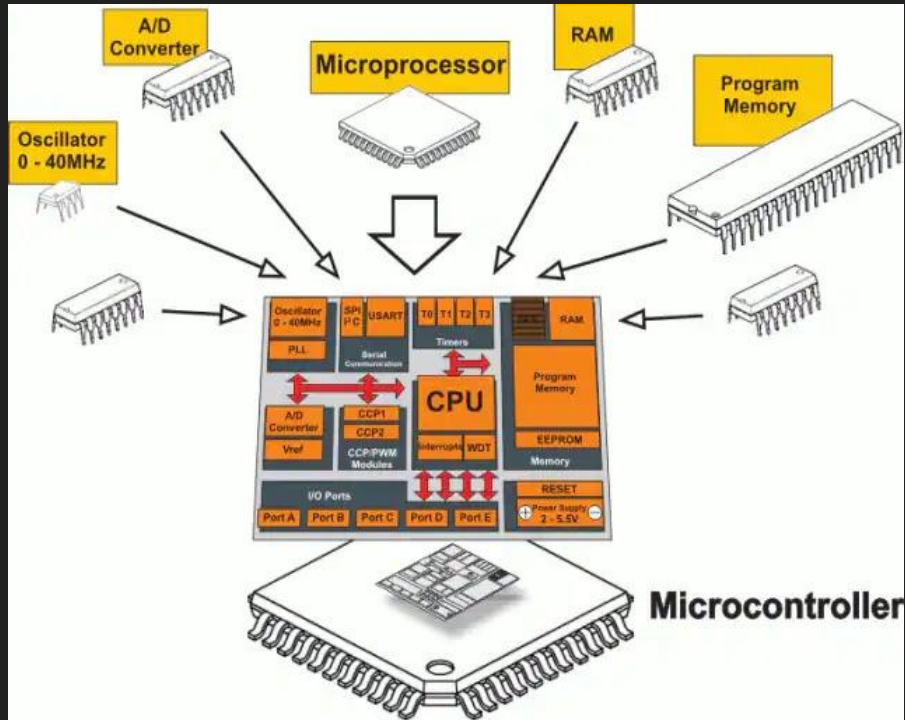 A/D
Converter
Microprocessor
RAM
Program
Memory
Oscillator
0 - 40MHz
Oscillator
0 - 40MHz
PLL
SPI
I²C
USART
Serial
Communication
T0
T1
T2
T3
Timers
RAM
Program
Memory
EEPROM
Memory
A/D
Converter
Vref
CCP1
CCP2
CCP/PWM
Modules
CPU
Interrupts
WDT
I/O Ports
Port A
Port B
Port C
Port D
Port E
RESET
Power Supply
2 - 5.5V
Microcontroller